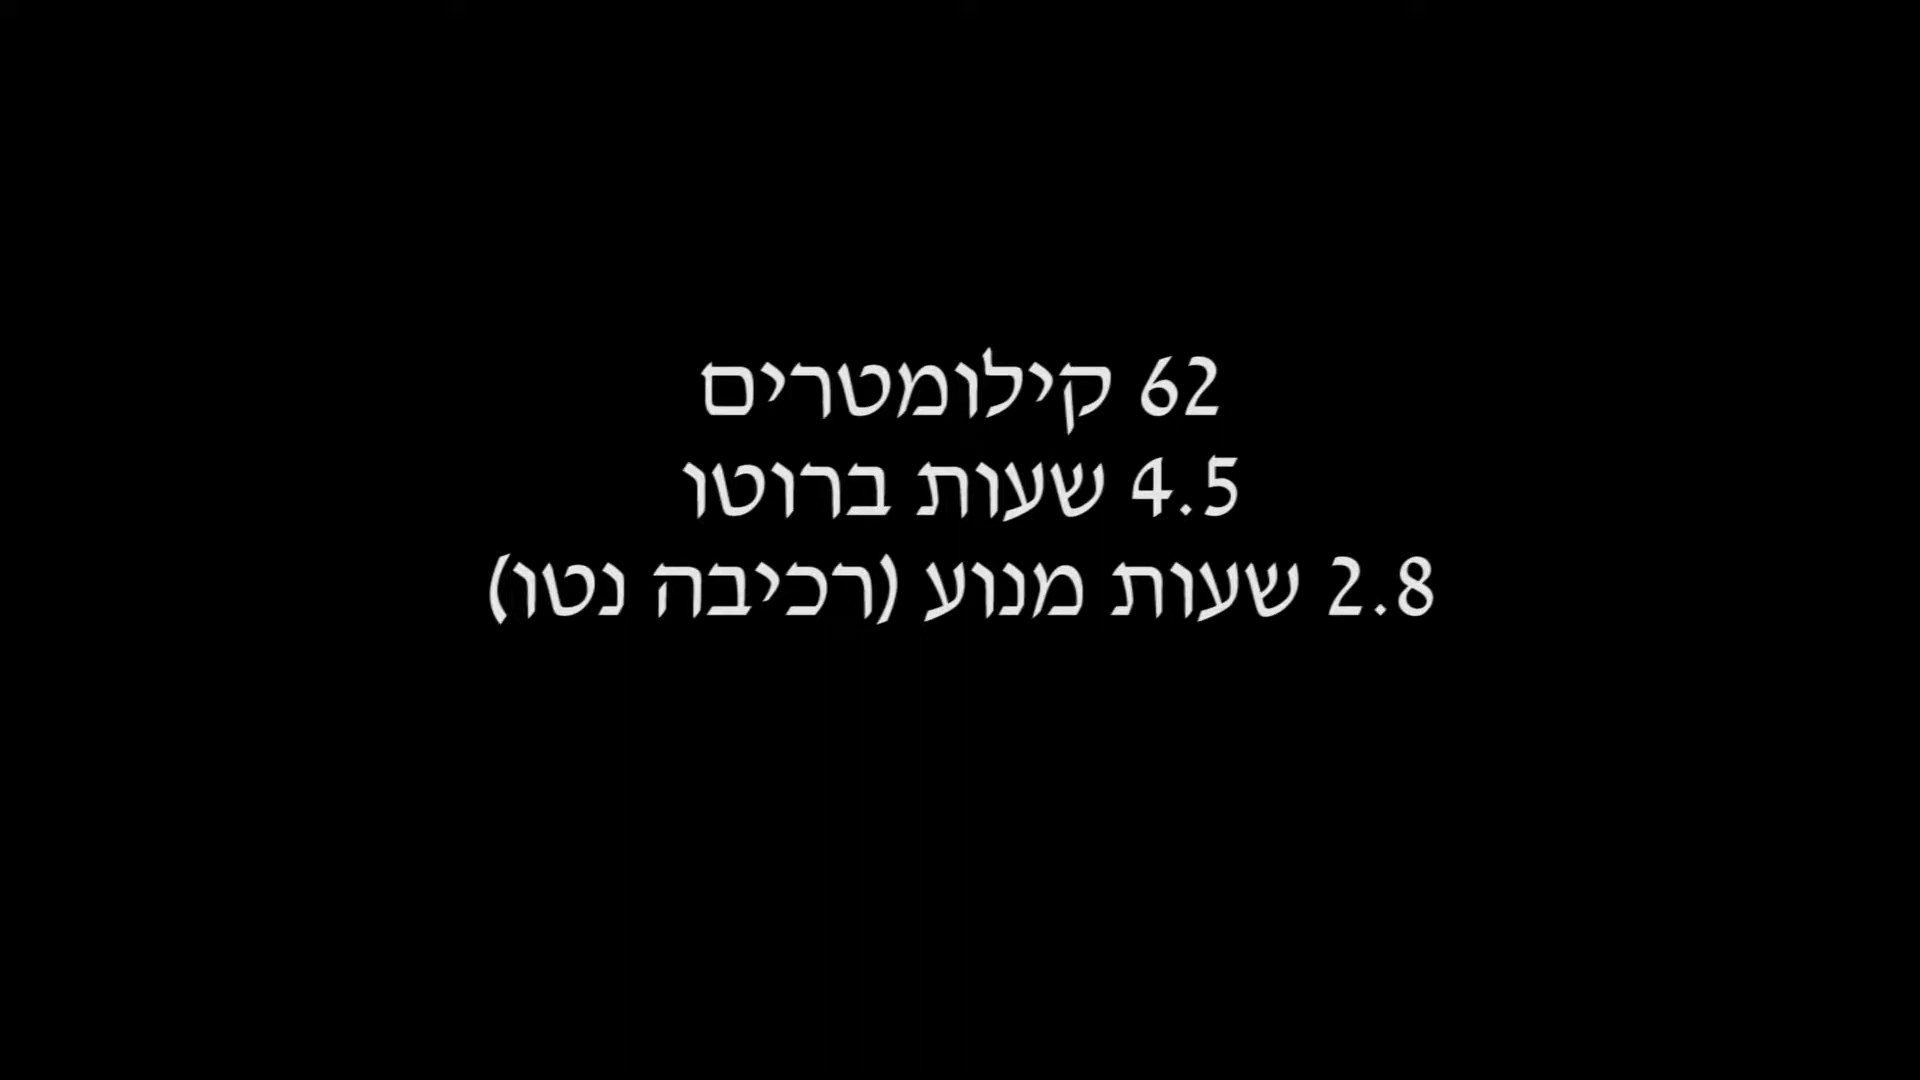 62 קילומטרים
4.5 שעות ברוטו
2.8 שעות מנוע (רכיבה נטו)